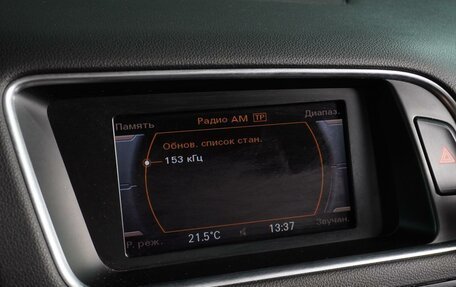 Память Радио AM TP Диапаз.
Обнов. список стан.
153 кГц
Р. реж. 21.5°C 13:37 Звучан.